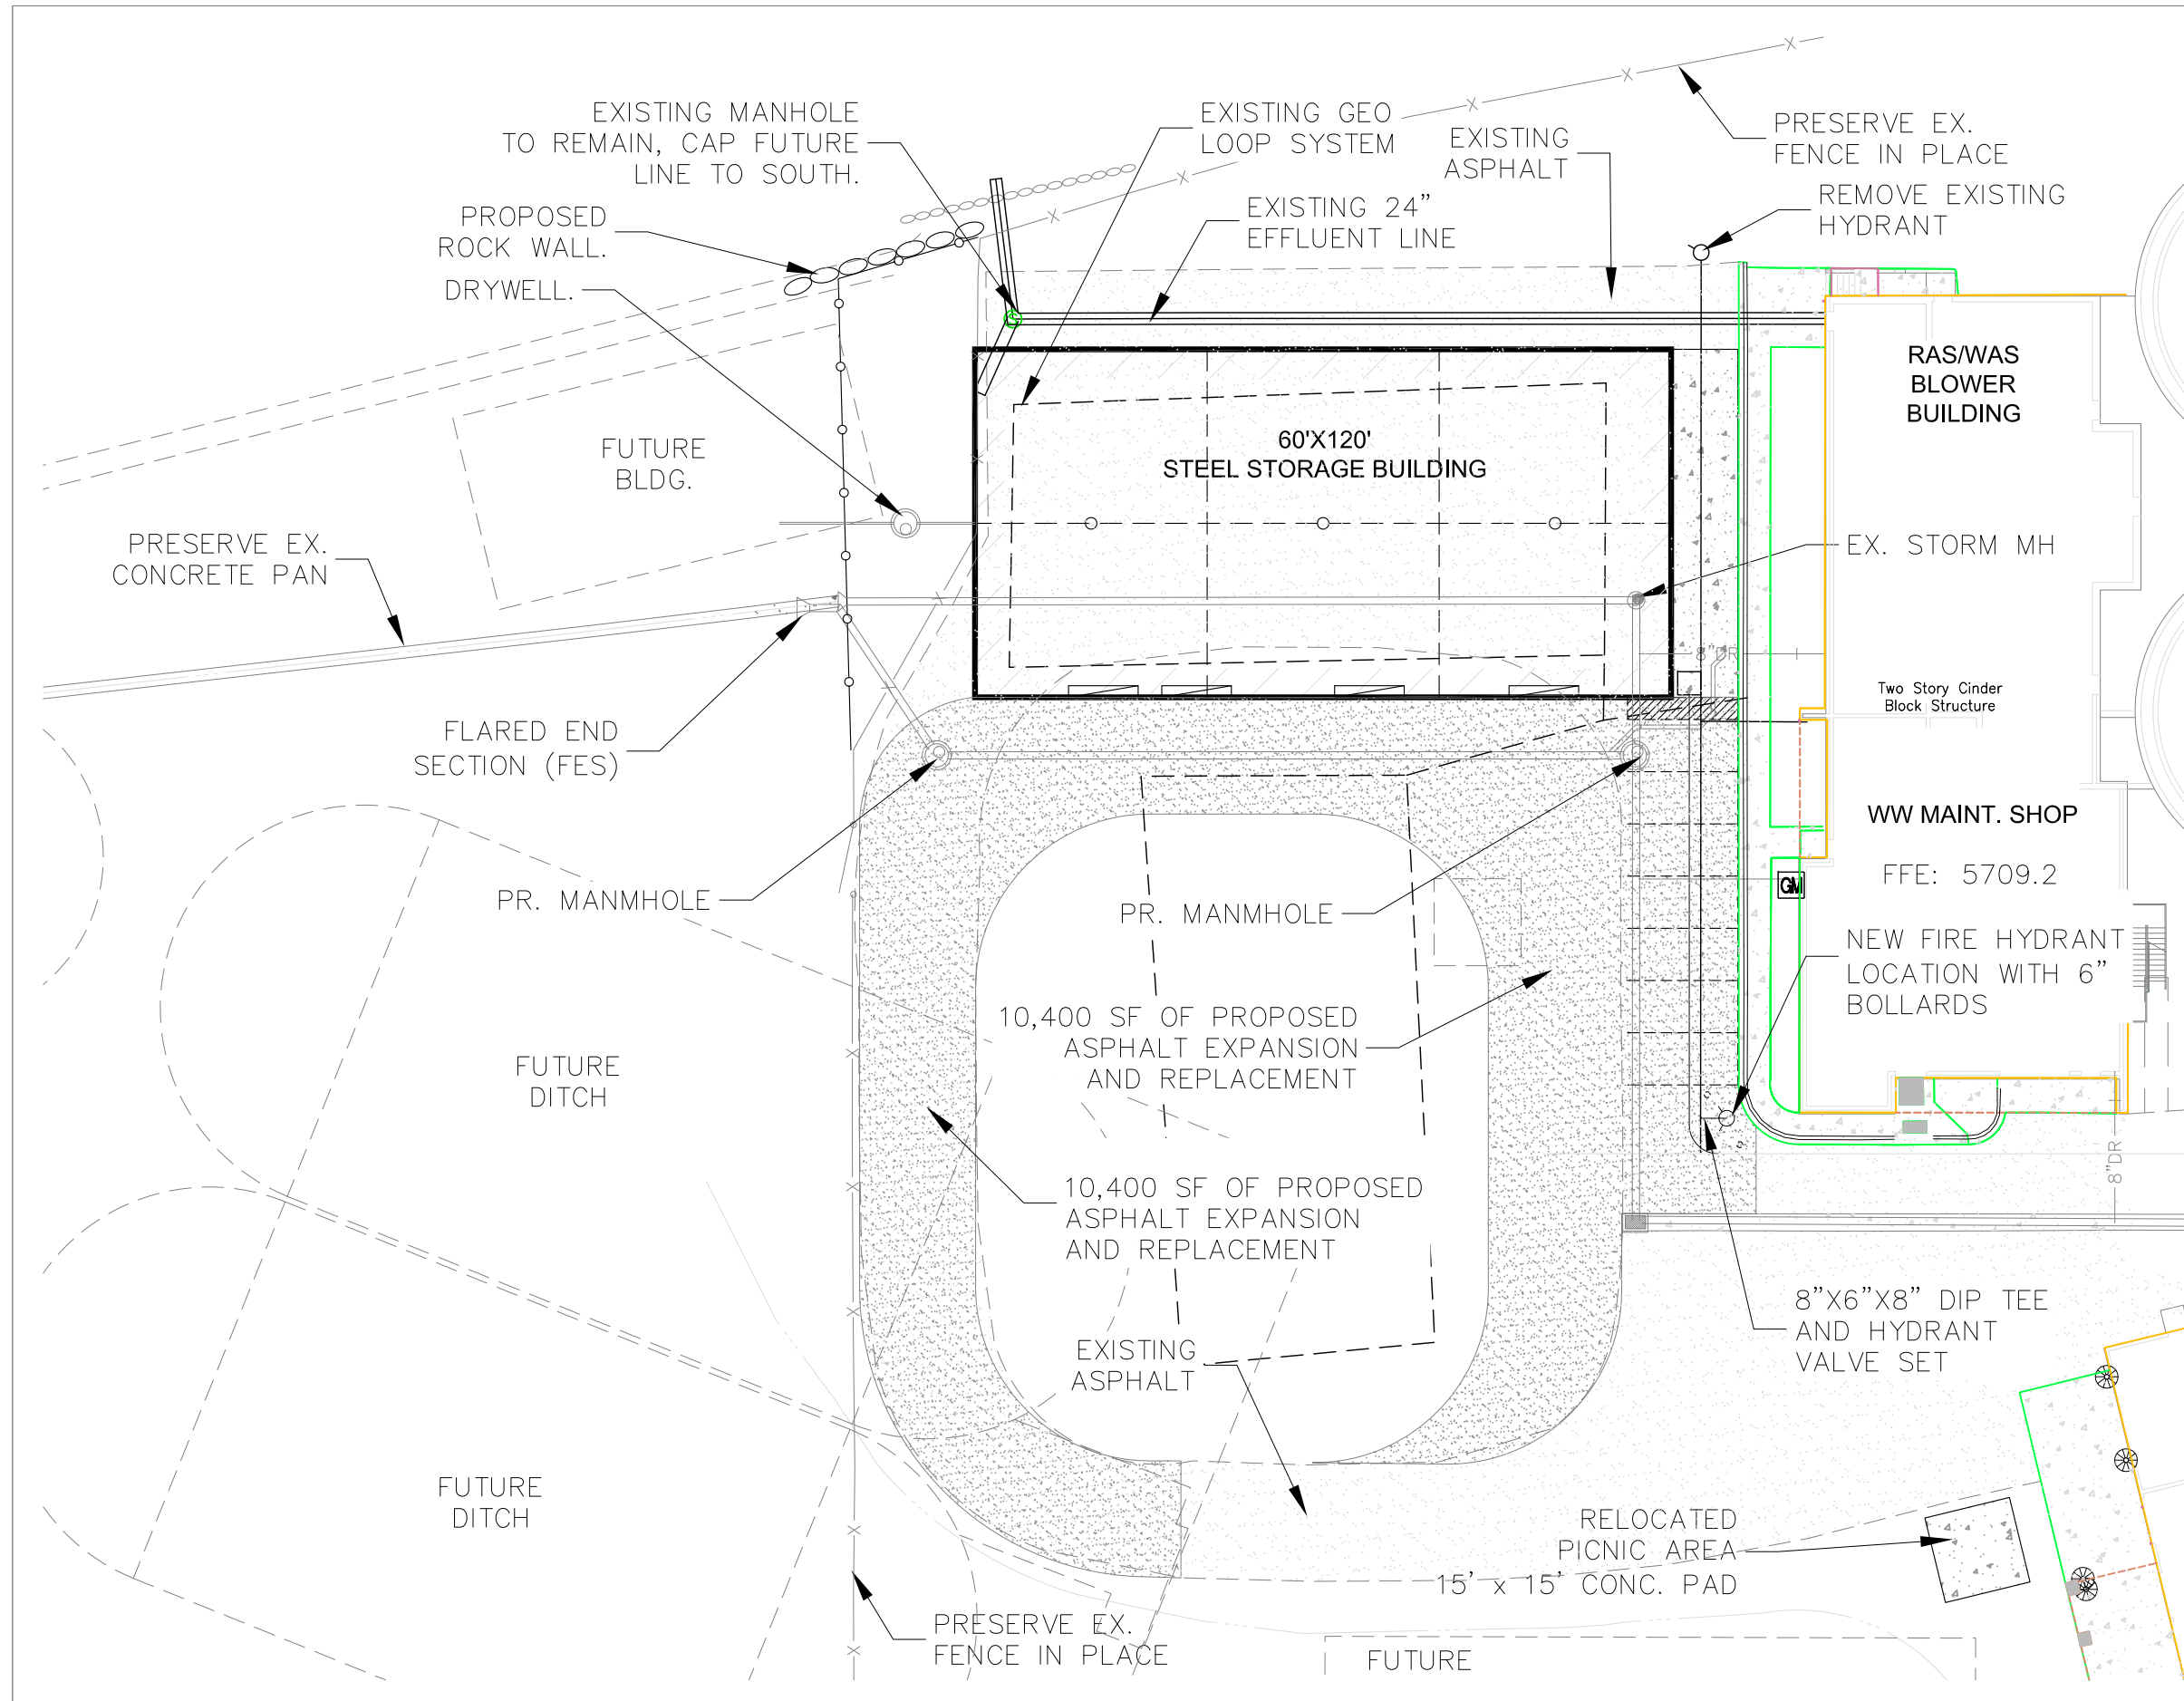 EXISTING MANHOLE
TO REMAIN, CAP FUTURE
LINE TO SOUTH.
EXISTING GEO
LOOP SYSTEM
EXISTING
ASPHALT
PRESERVE EX.
FENCE IN PLACE
REMOVE EXISTING
HYDRANT
PROPOSED
ROCK WALL.
EXISTING 24"
EFFLUENT LINE
DRYWELL.
RAS/WAS
BLOWER
BUILDING
60'X120'
STEEL STORAGE BUILDING
FUTURE
BLDG.
PRESERVE EX.
CONCRETE PAN
EX. STORM MH
8"DR
Two Story Cinder
Block Structure
FLARED END
SECTION (FES)
WW MAINT. SHOP
FFE: 5709.2
GM
PR. MANMHOLE
PR. MANMHOLE
NEW FIRE HYDRANT
LOCATION WITH 6"
BOLLARDS
10,400 SF OF PROPOSED
ASPHALT EXPANSION
AND REPLACEMENT
FUTURE
DITCH
S
8"DR
10,400 SF OF PROPOSED
ASPHALT EXPANSION
AND REPLACEMENT
8"X6"X8" DIP TEE
AND HYDRANT
VALVE SET
EXISTING
ASPHALT
FUTURE
DITCH
RELOCATED
PICNIC AREA
15' x 15' CONC. PAD
PRESERVE EX.
FENCE IN PLACE
FUTURE